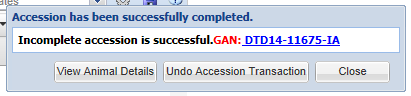 ates
Accession has been successfully completed.
Incomplete accession is successful.GAN: DTD14-11675-IA
View Animal Details Undo Accession Transaction Close